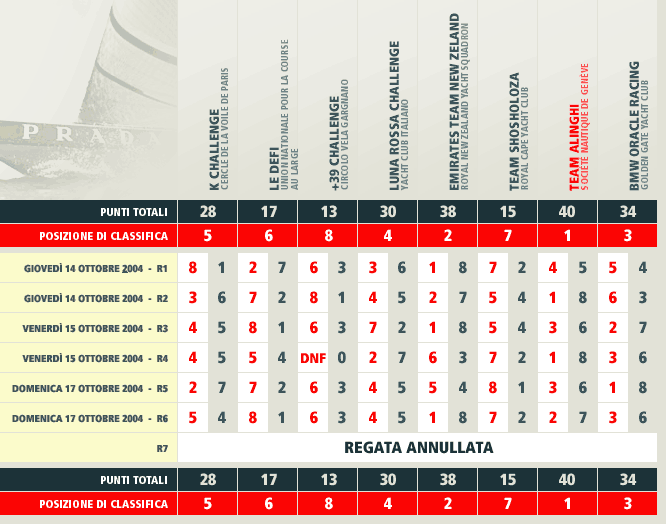 PRADA
K CHALLENGE
CERCLE DE LA VOILE DE PARIS
LE DEFI
UNION NATIONALE POUR LA COURSE
AU LARGE
+39 CHALLENGE
CIRCOLO VELA GARGNANO
LUNA ROSSA CHALLENGE
YACHT CLUB ITALIANO
EMIRATES TEAM NEW ZELAND
ROYAL NEW ZEALAND YACHT SQUADRON
TEAM SHOSHOLOZA
ROYAL CAPE YACHT CLUB
TEAM ALINGHI
SOCIÉTÉ NAUTIQUE DE GENÈVE
BMW ORACLE RACING
GOLDEN GATE YACHT CLUB
PUNTI TOTALI 28 17 13 30 38 15 40 34
POSIZIONE DI CLASSIFICA 5 6 8 4 2 7 1 3
GIOVEDÌ 14 OTTOBRE 2004 - R1 8 1 2 7 6 3 3 6 1 8 7 2 4 5 5 4
GIOVEDÌ 14 OTTOBRE 2004 - R2 3 6 7 2 8 1 4 5 2 7 5 4 1 8 6 3
VENERDÌ 15 OTTOBRE 2004 - R3 4 5 8 1 6 3 7 2 1 8 5 4 3 6 2 7
VENERDÌ 15 OTTOBRE 2004 - R4 4 5 5 4 DNF 0 2 7 6 3 7 2 1 8 3 6
DOMENICA 17 OTTOBRE 2004 - R5 2 7 7 2 6 3 4 5 5 4 8 1 3 6 1 8
DOMENICA 17 OTTOBRE 2004 - R6 5 4 8 1 6 3 4 5 1 8 7 2 2 7 3 6
R7 REGATA ANNULLATA
PUNTI TOTALI 28 17 13 30 38 15 40 34
POSIZIONE DI CLASSIFICA 5 6 8 4 2 7 1 3